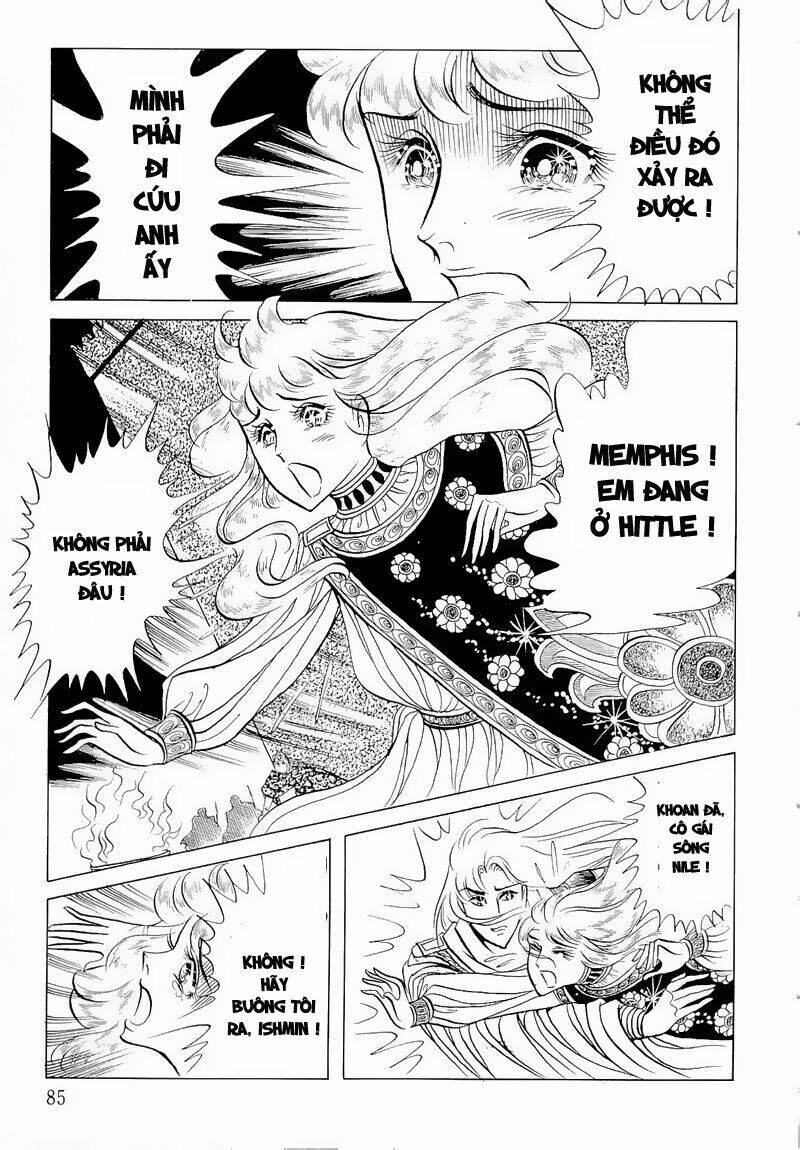 KHÔNG
THỂ
ĐIỀU ĐÓ
XẢY RA
ĐƯỢC !
MÌNH
PHẢI
ĐI
CỨU
ANH
ẤY
MEMPHIS !
EM ĐANG
Ở HITTLE !
KHÔNG PHẢI
ASSYRIA
ĐÂU !
KHOAN ĐÃ,
CÔ GÁI
SÔNG
NILE !
KHÔNG !
HÃY
BUÔNG TÔI
RA, ISHMIN !
85